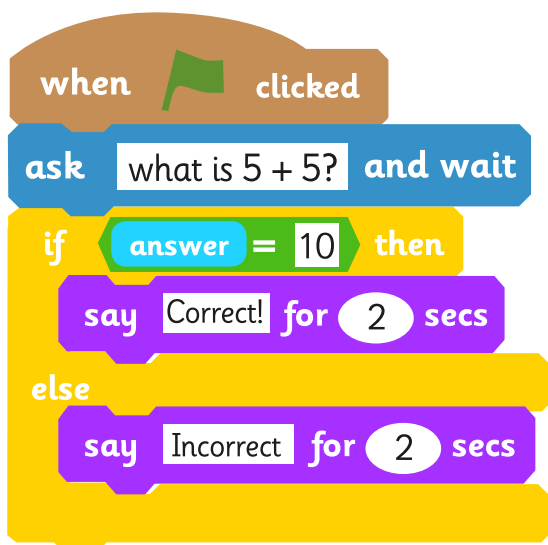 when clicked
ask what is 5 + 5? and wait
if answer = 10 then
say Correct! for 2 secs
else
say Incorrect for 2 secs